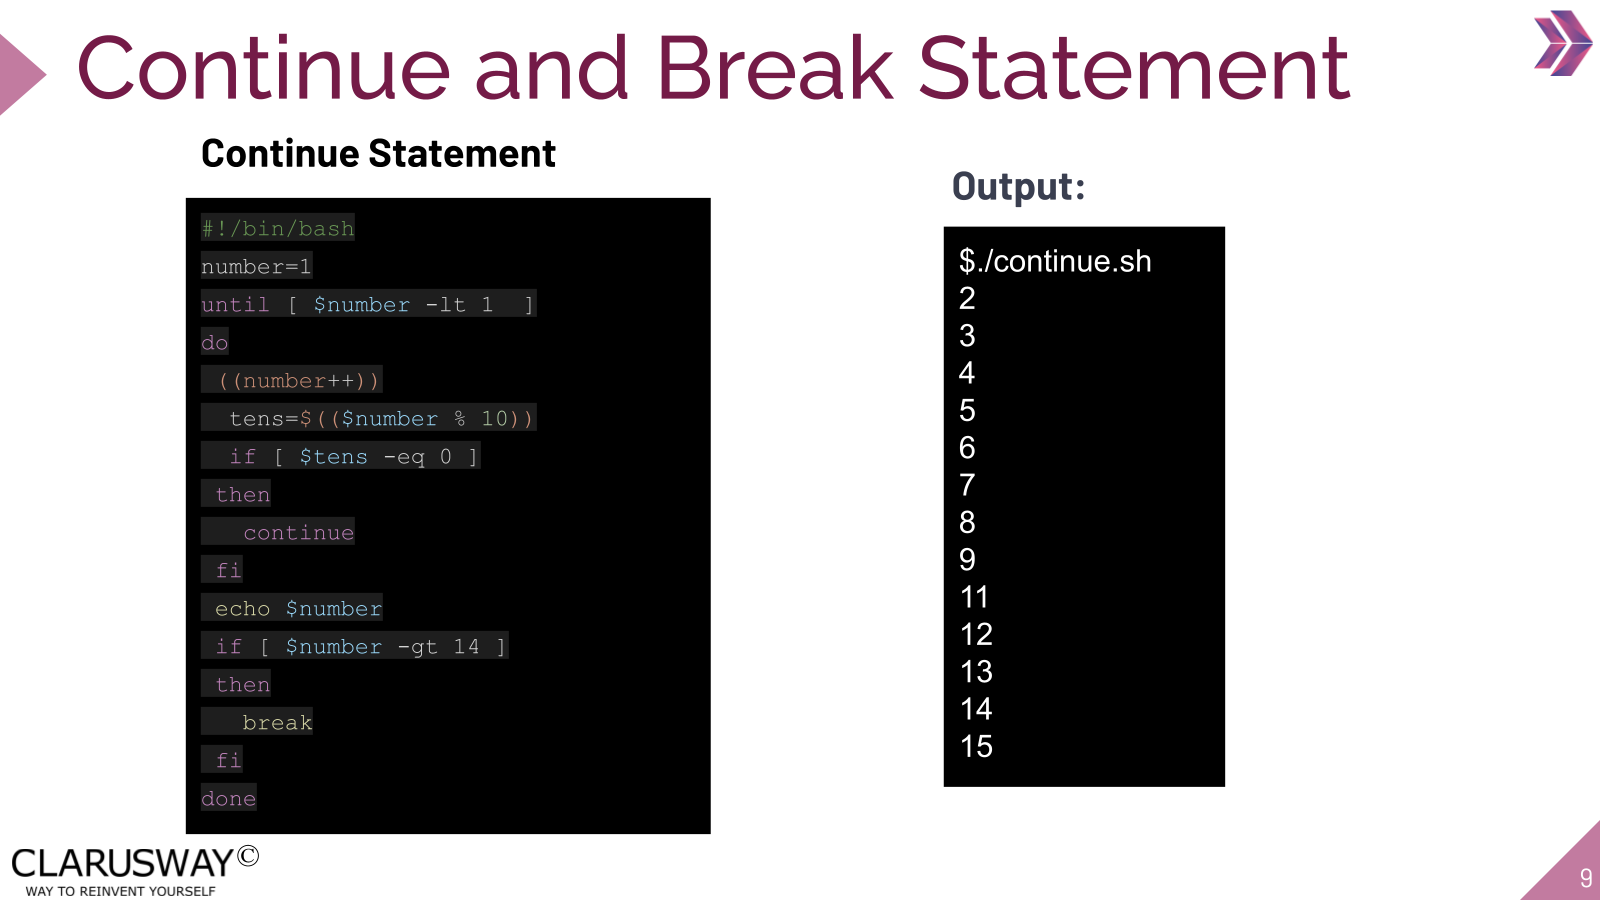 Continue and Break Statement
Continue Statement
#!/bin/bash
number=1
until [ $number -lt 1  ]
do
 ((number++))
  tens=$(($number % 10))
  if [ $tens -eq 0 ]
 then
   continue
 fi
 echo $number
 if [ $number -gt 14 ]
 then
   break
 fi
done
Output:
$./continue.sh
2
3
4
5
6
7
8
9
11
12
13
14
15
CLARUSWAY©
WAY TO REINVENT YOURSELF
9